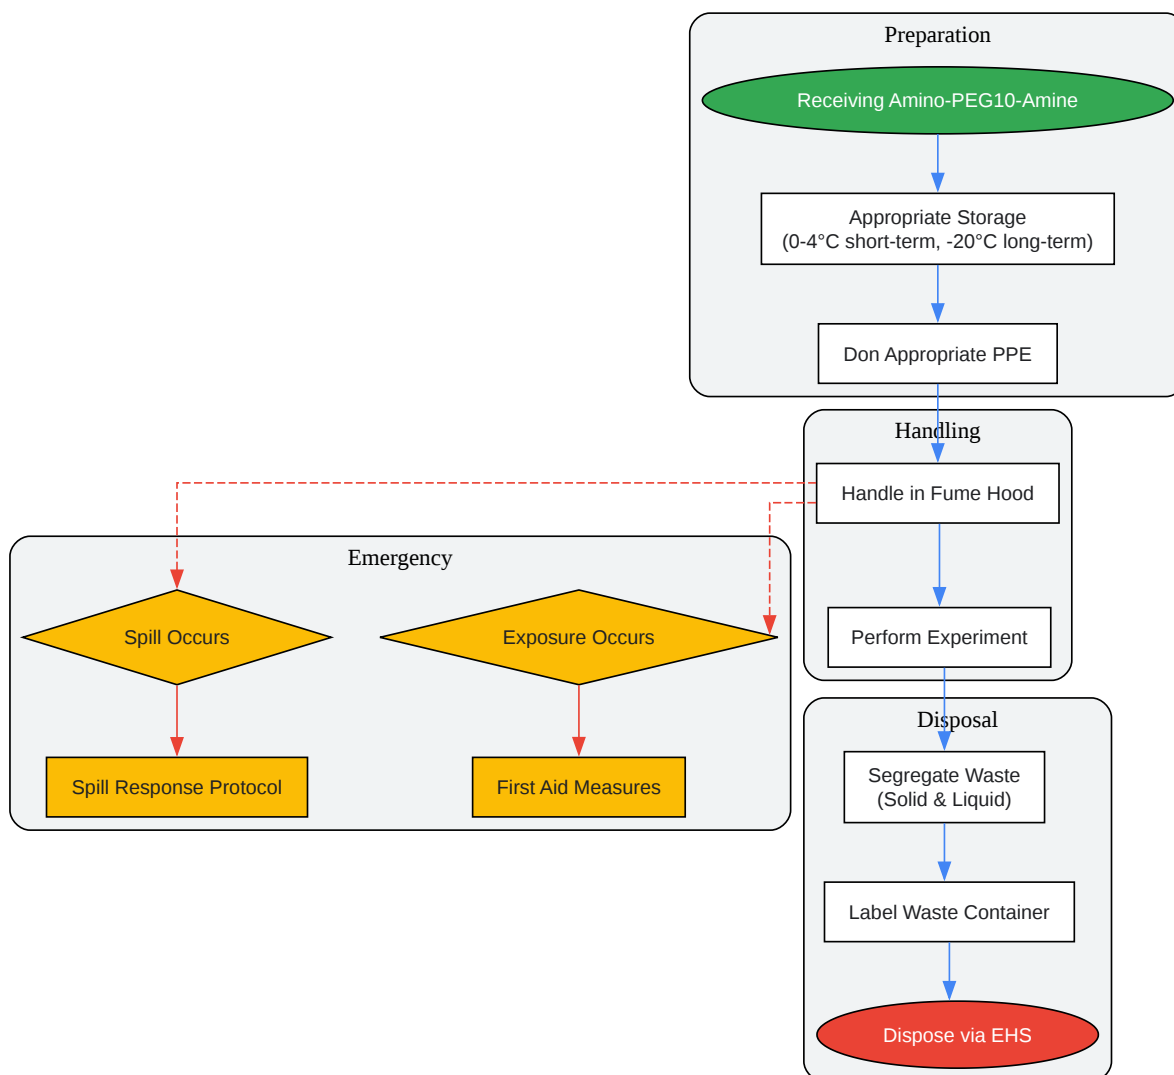 Preparation
Receiving Amino-PEG10-Amine
Appropriate Storage
(0-4°C short-term, -20°C long-term)
Don Appropriate PPE
Handling
Handle in Fume Hood
Perform Experiment
Emergency
Spill Occurs
Exposure Occurs
Spill Response Protocol
First Aid Measures
Disposal
Segregate Waste
(Solid & Liquid)
Label Waste Container
Dispose via EHS